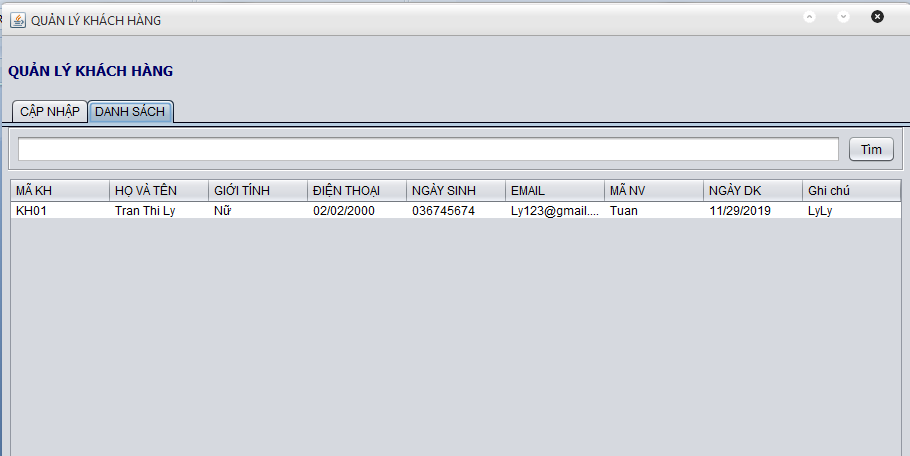 QUẢN LÝ KHÁCH HÀNG
QUẢN LÝ KHÁCH HÀNG
CẬP NHẬP DANH SÁCH
Tìm
MÃ KH HỌ VÀ TÊN GIỚI TÍNH ĐIỆN THOẠI NGÀY SINH EMAIL MÃ NV NGÀY DK Ghi chú
KH01 Tran Thi Ly Nữ 02/02/2000 036745674 Ly123@gmail.... Tuan 11/29/2019 LyLy